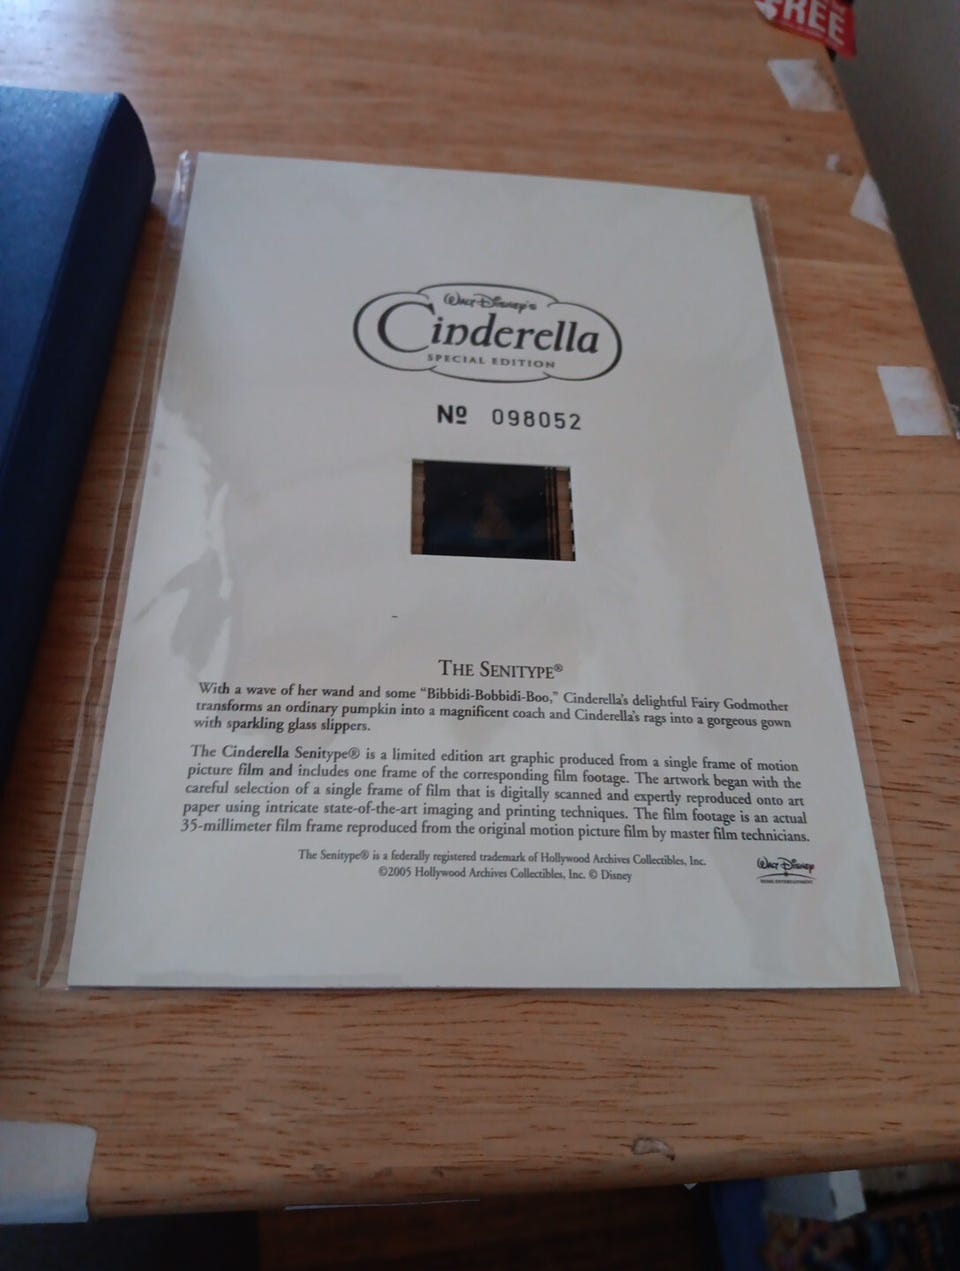 FREE
WALT DISNEY'S
Cinderella
SPECIAL EDITION
Nº 098052
THE SENITYPE®
With a wave of her wand and some “Bibbidi-Bobbidi-Boo,” Cinderella's delightful Fairy Godmother
transforms an ordinary pumpkin into a magnificent coach and Cinderella's rags into a gorgeous gown
with sparkling glass slippers.
The Cinderella Senitype® is a limited edition art graphic produced from a single frame of motion
picture film and includes one frame of the corresponding film footage. The artwork began with the
careful selection of a single frame of film that is digitally scanned and expertly reproduced onto art
paper using intricate state-of-the-art imaging and printing techniques. The film footage is an actual
35-millimeter film frame reproduced from the original motion picture film by master film technicians.
The Senitype® is a federally registered trademark of Hollywood Archives Collectibles, Inc.
©2005 Hollywood Archives Collectibles, Inc. © Disney
WALT DISNEY
HOME ENTERTAINMENT